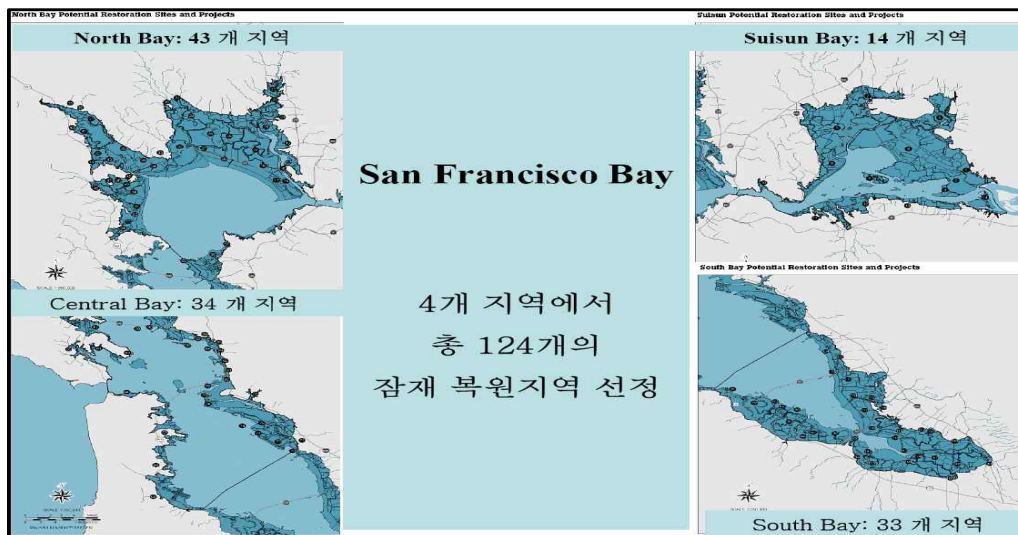 North Bay Potential Restoration Sites and Projects
North Bay: 43 개 지역
Central Bay: 34 개 지역
San Francisco Bay
4개 지역에서
총 124개의
잠재 복원지역 선정
Suisun Potential Restoration Sites and Projects
Suisun Bay: 14 개 지역
South Bay Potential Restoration Sites and Projects
South Bay: 33 개 지역